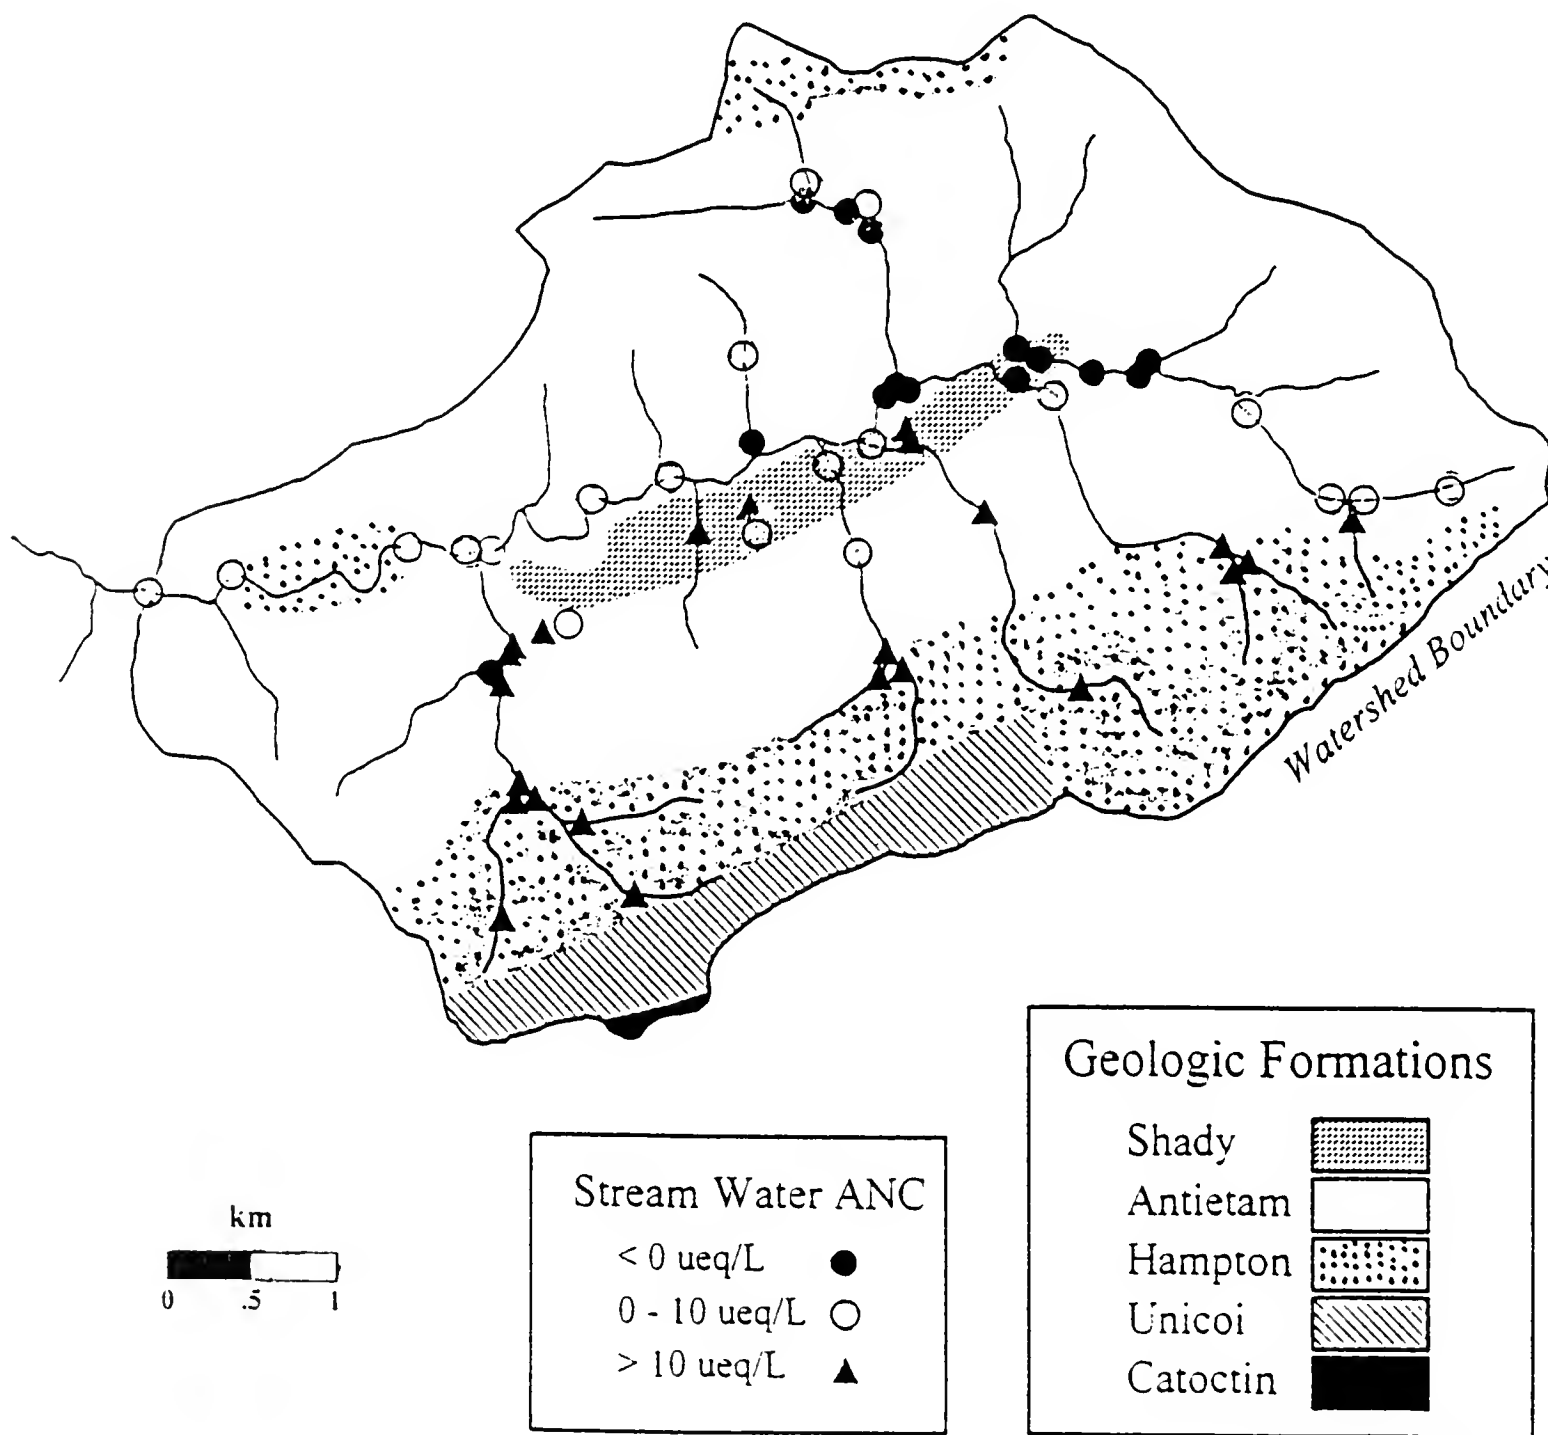 Watershed Boundary
Geologic Formations
Shady
Antietam
Hampton
Unicoi
Catoctin
Stream Water ANC
< 0 ueq/L
0 - 10 ueq/L
> 10 ueq/L
km
0 .5 1